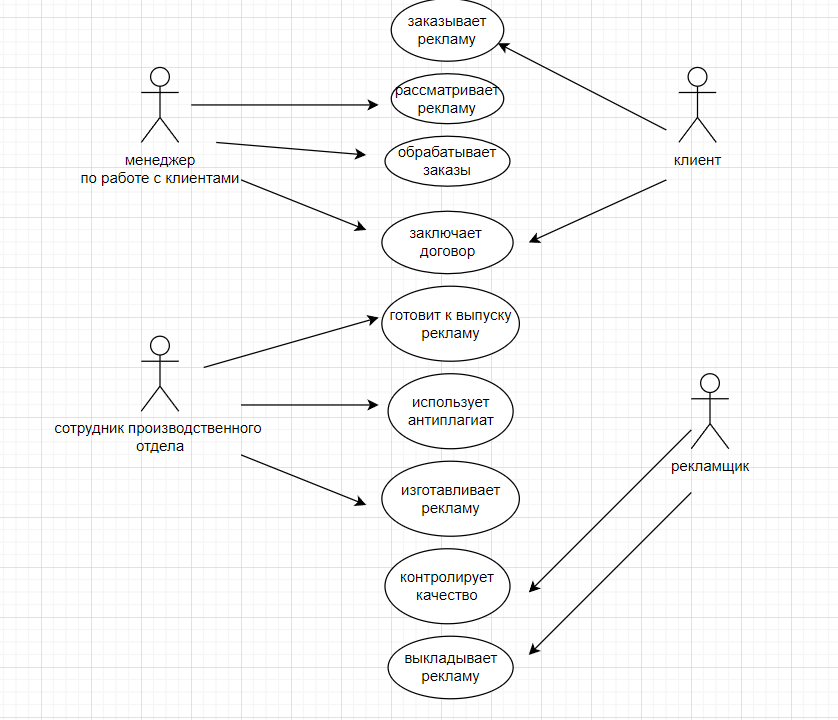 заказывает
рекламу
рассматривает
рекламу
менеджер
по работе с клиентами
обрабатывает
заказы
клиент
заключает
договор
готовит к выпуску
рекламу
сотрудник производственного
отдела
использует
антиплагиат
рекламщик
изготавливает
рекламу
контролирует
качество
выкладывает
рекламу